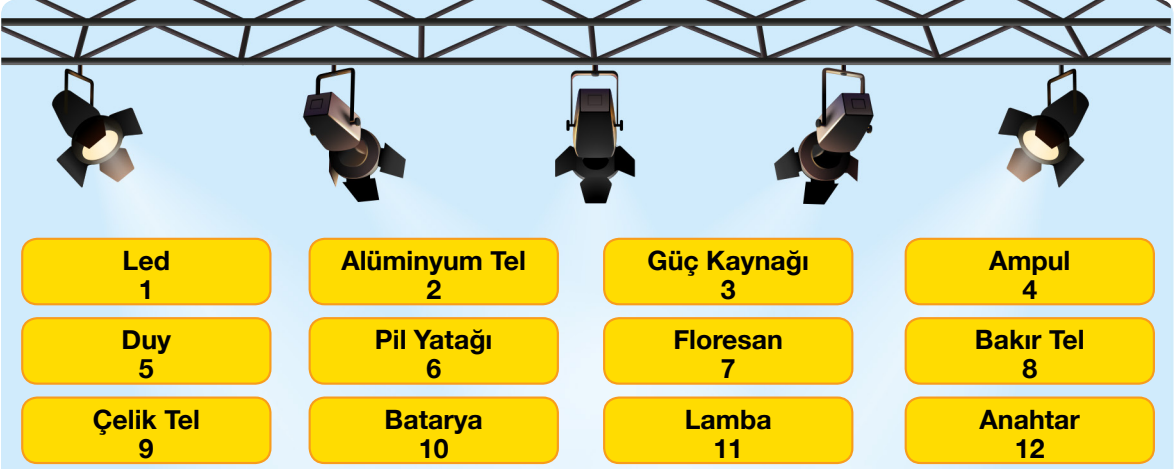 Led
1
Alüminyum Tel
2
Güç Kaynağı
3
Ampul
4
Duy
5
Pil Yatağı
6
Floresan
7
Bakır Tel
8
Çelik Tel
9
Batarya
10
Lamba
11
Anahtar
12